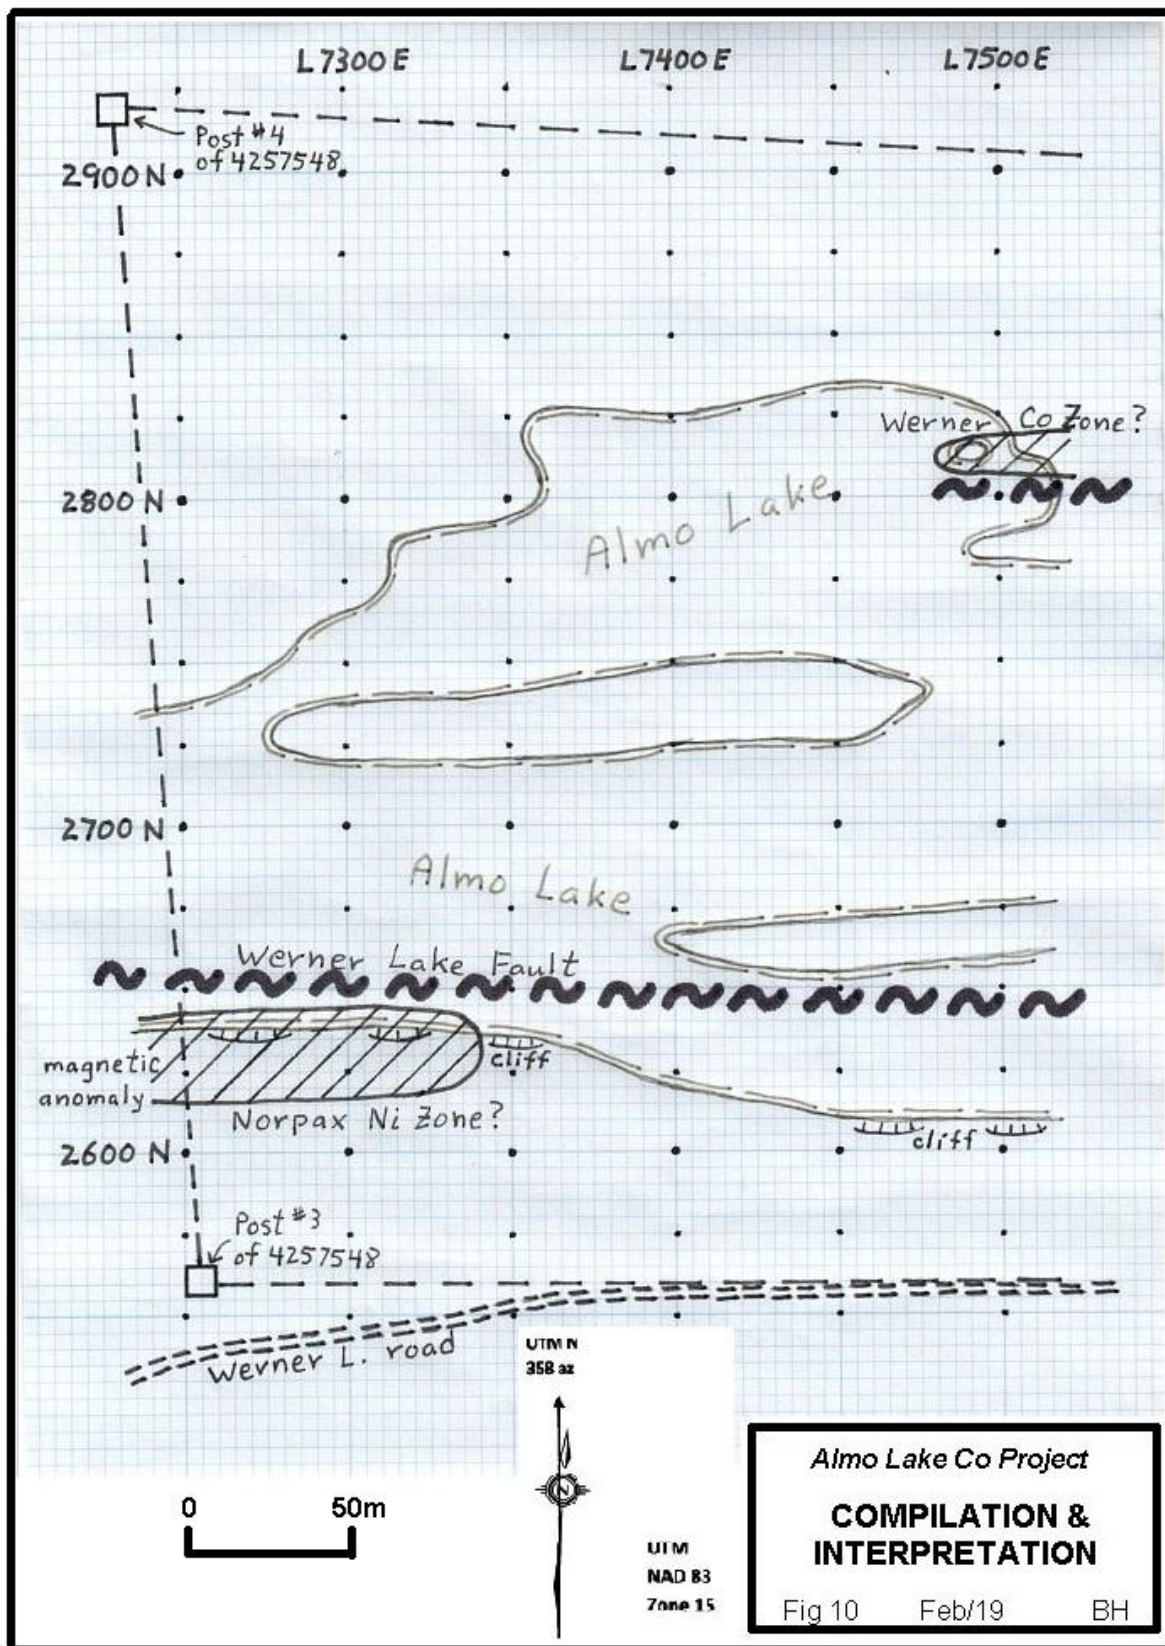 L7300E L7400E L7500E
Post #4
of 4257548
2900 N
Werner Co Zone?
2800 N
Almo Lake
2700 N
Almo Lake
Werner Lake Fault
magnetic
anomaly
cliff
Norpax Ni Zone?
cliff
2600 N
Post #3
of 4257548
Werner L. road
UTM N
358 az
N
0 50m
UTM
NAD 83
Zone 15
Almo Lake Co Project
COMPILATION &
INTERPRETATION
Fig 10 Feb/19 BH